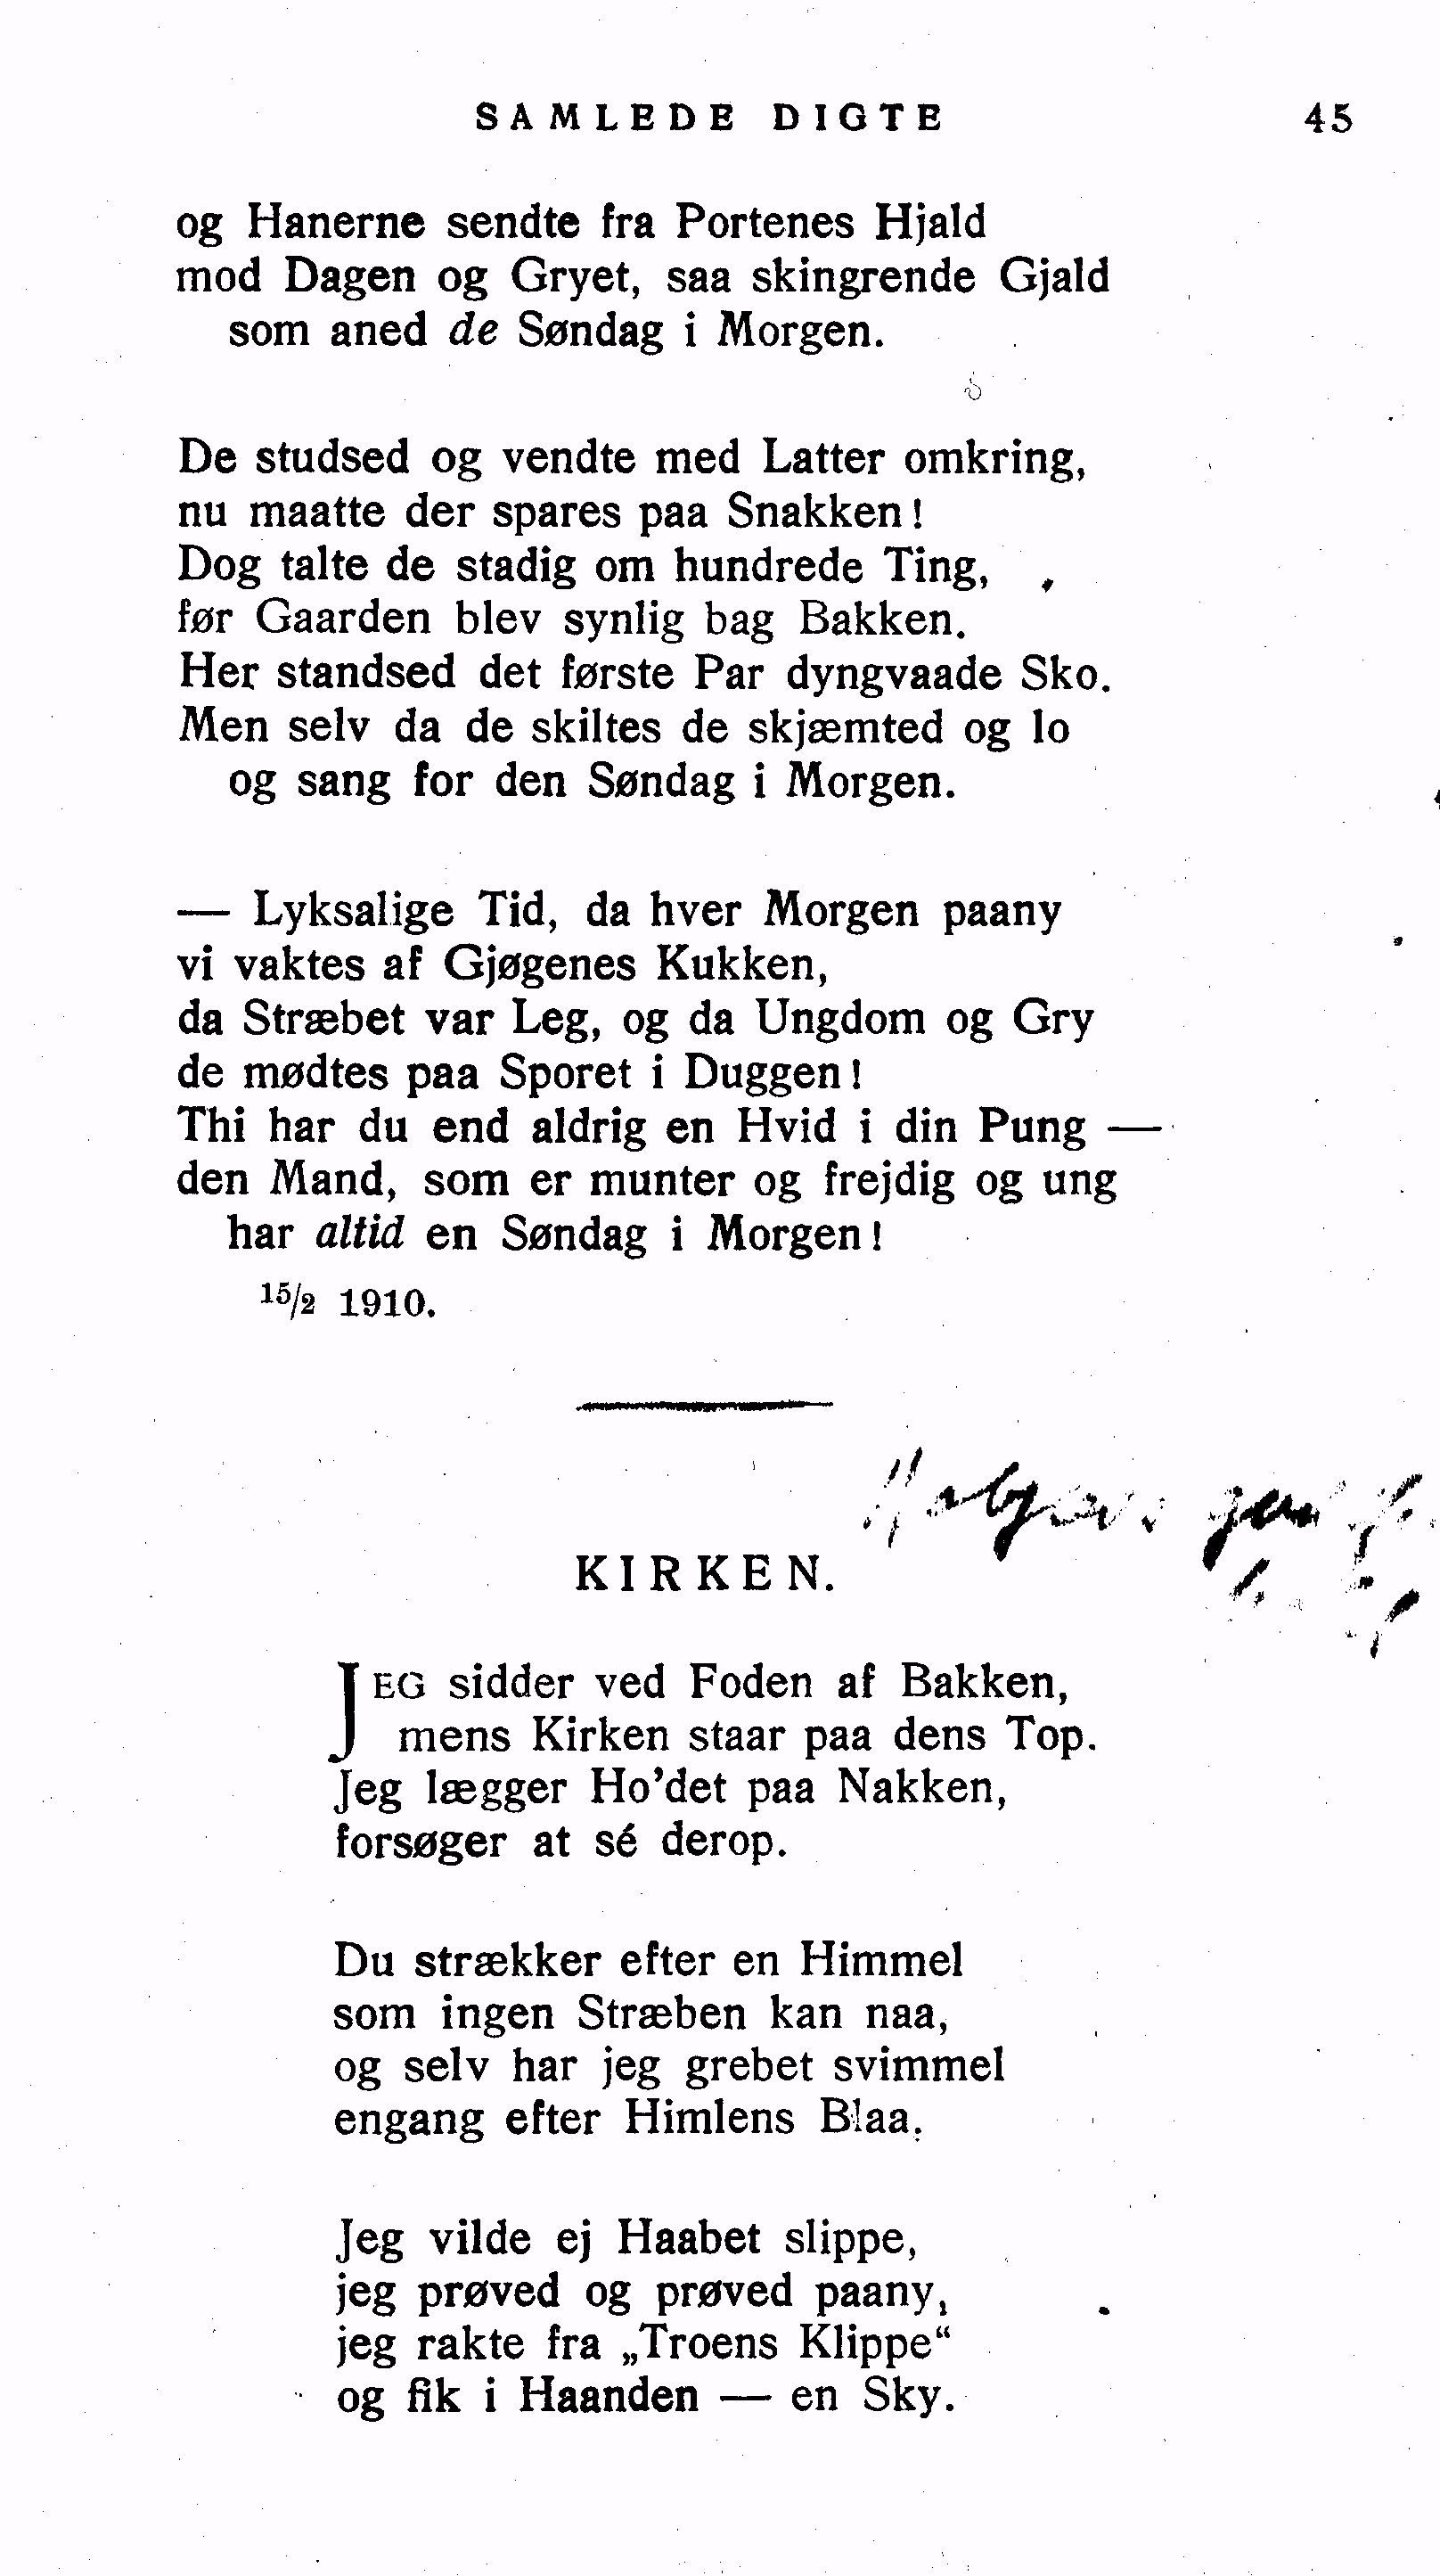 SAMLEDE DIGTE 45
og Hanerne sendte fra Portenes Hjald
mod Dagen og Gryet, saa skingrende Gjald
som aned de Søndag i Morgen.
De studsed og vendte med Latter omkring,
nu maatte der spares paa Snakken!
Dog talte de stadig om hundrede Ting,
før Gaarden blev synlig bag Bakken.
Her standsed det første Par dyngvaade Sko.
Men selv da de skiltes de skjæmted og lo
og sang for den Søndag i Morgen.
— Lyksalige Tid, da hver Morgen paany
vi vaktes af Gjøgenes Kukken,
da Stræbet var Leg, og da Ungdom og Gry
de mødtes paa Sporet i Duggen!
Thi har du end aldrig en Hvid i din Pung —
den Mand, som er munter og frejdig og ung
har altid en Søndag i Morgen!
15/2 1910.
KIRKEN.
JEG sidder ved Foden af Bakken,
mens Kirken staar paa dens Top.
Jeg lægger Ho'det paa Nakken,
forsøger at sé derop.
Du strækker efter en Himmel
som ingen Stræben kan naa,
og selv har jeg grebet svimmel
engang efter Himlens Blaa.
Jeg vilde ej Haabet slippe,
jeg prøved og prøved paany,
jeg rakte fra „Troens Klippe“
og fik i Haanden — en Sky.